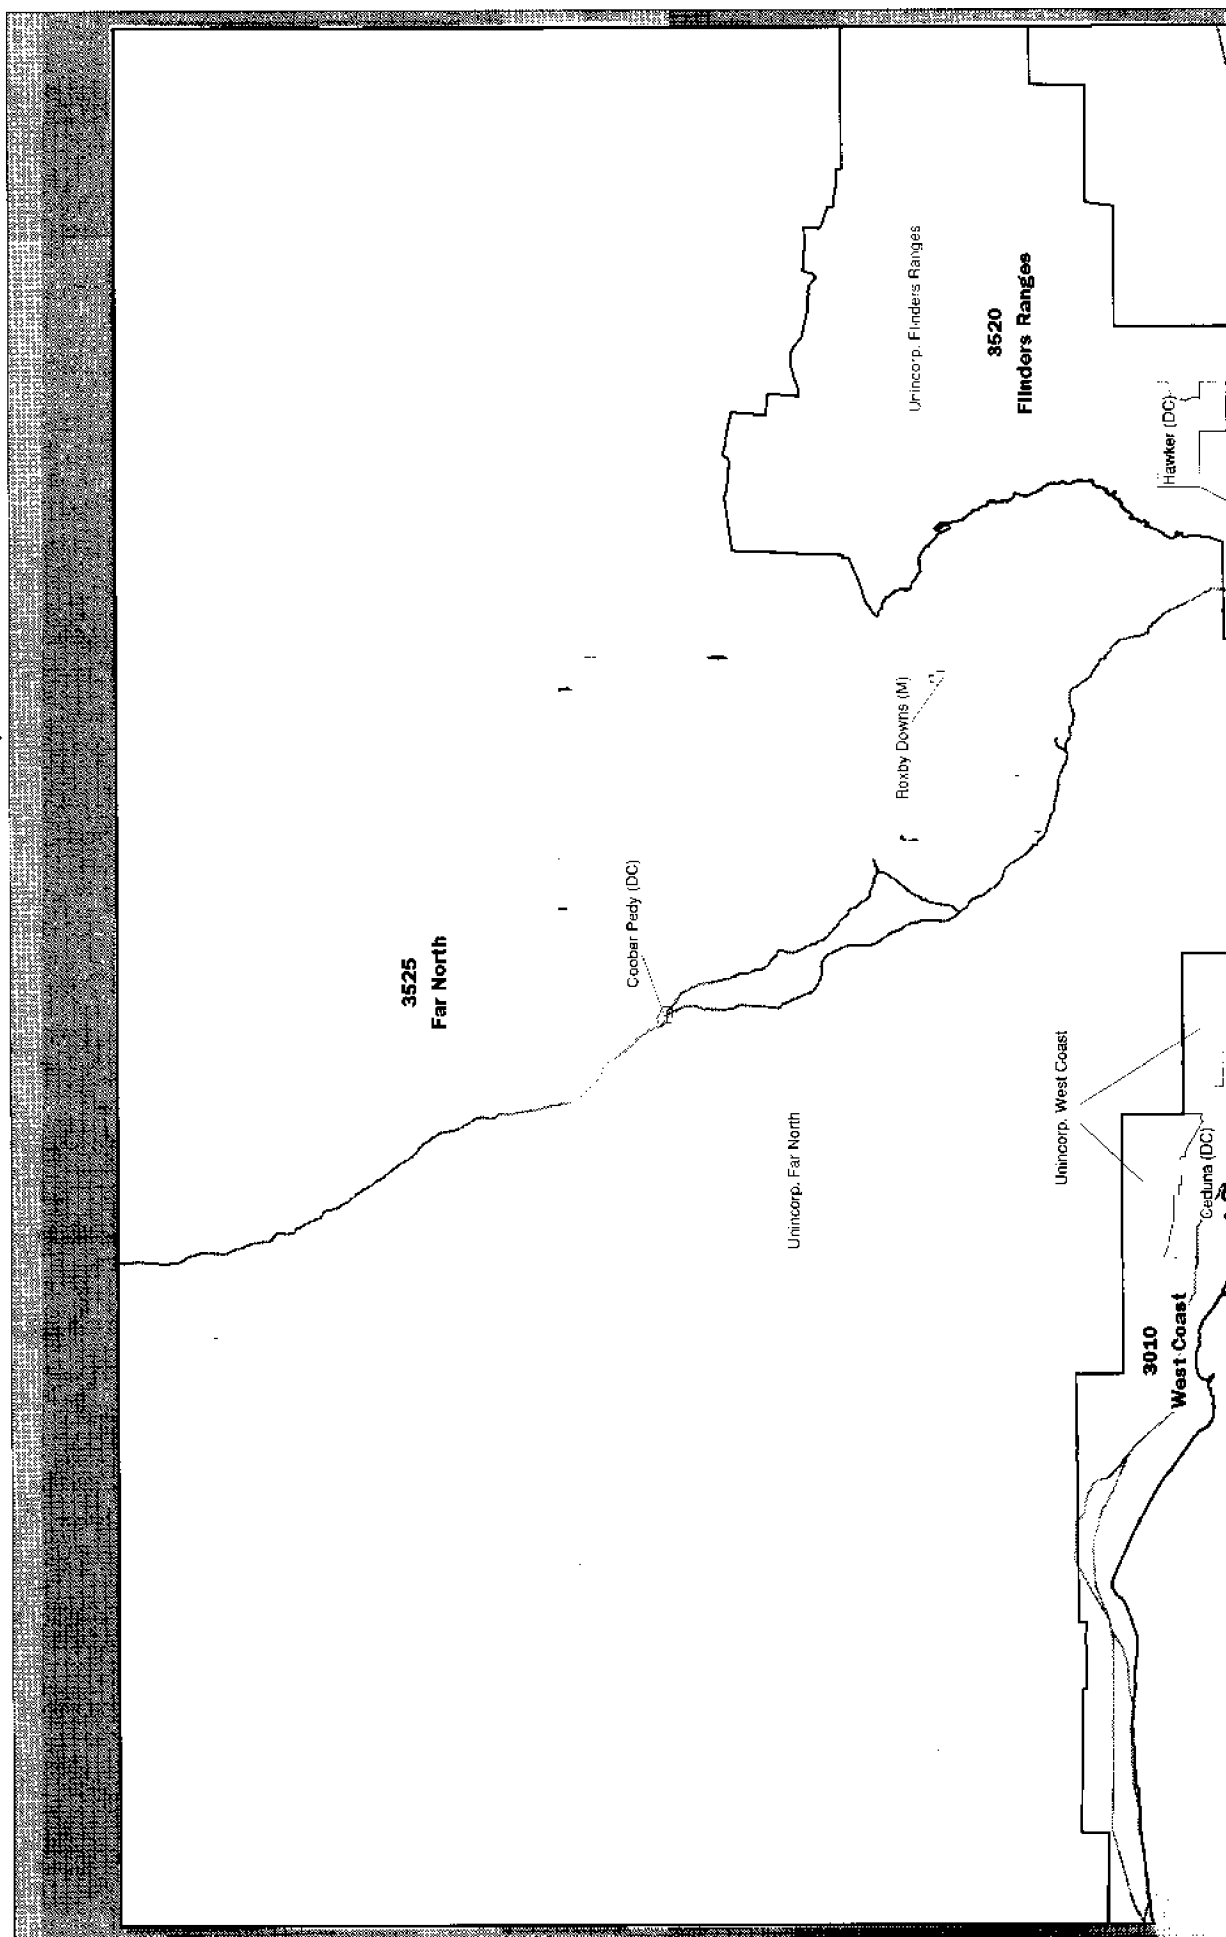 3525
Far North
Coober Pedy (DC)
Unincorp. Far North
Roxby Downs (M)
Unincorp. Flinders Ranges
3520
Flinders Ranges
Hawker (DC)
Unincorp. West Coast
3010
West Coast
Ceduna (DC)